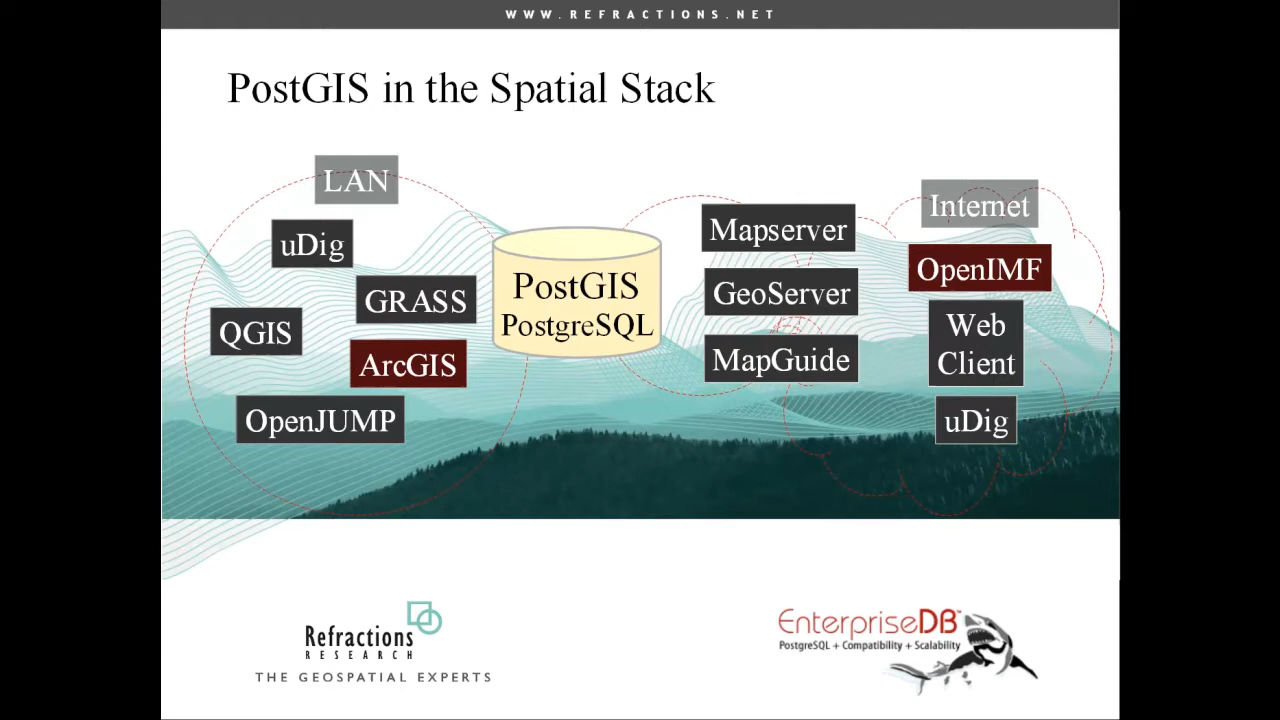 WWW.REFRACTIONS.NET
PostGIS in the Spatial Stack
LAN
uDig
GRASS
QGIS
ArcGIS
OpenJUMP
PostGIS
PostgreSQL
Mapserver
GeoServer
MapGuide
Internet
OpenIMF
Web
Client
uDig
Refractions
RESEARCH
THE GEOSPATIAL EXPERTS
EnterpriseDB™
PostgreSQL + Compatibility + Scalability